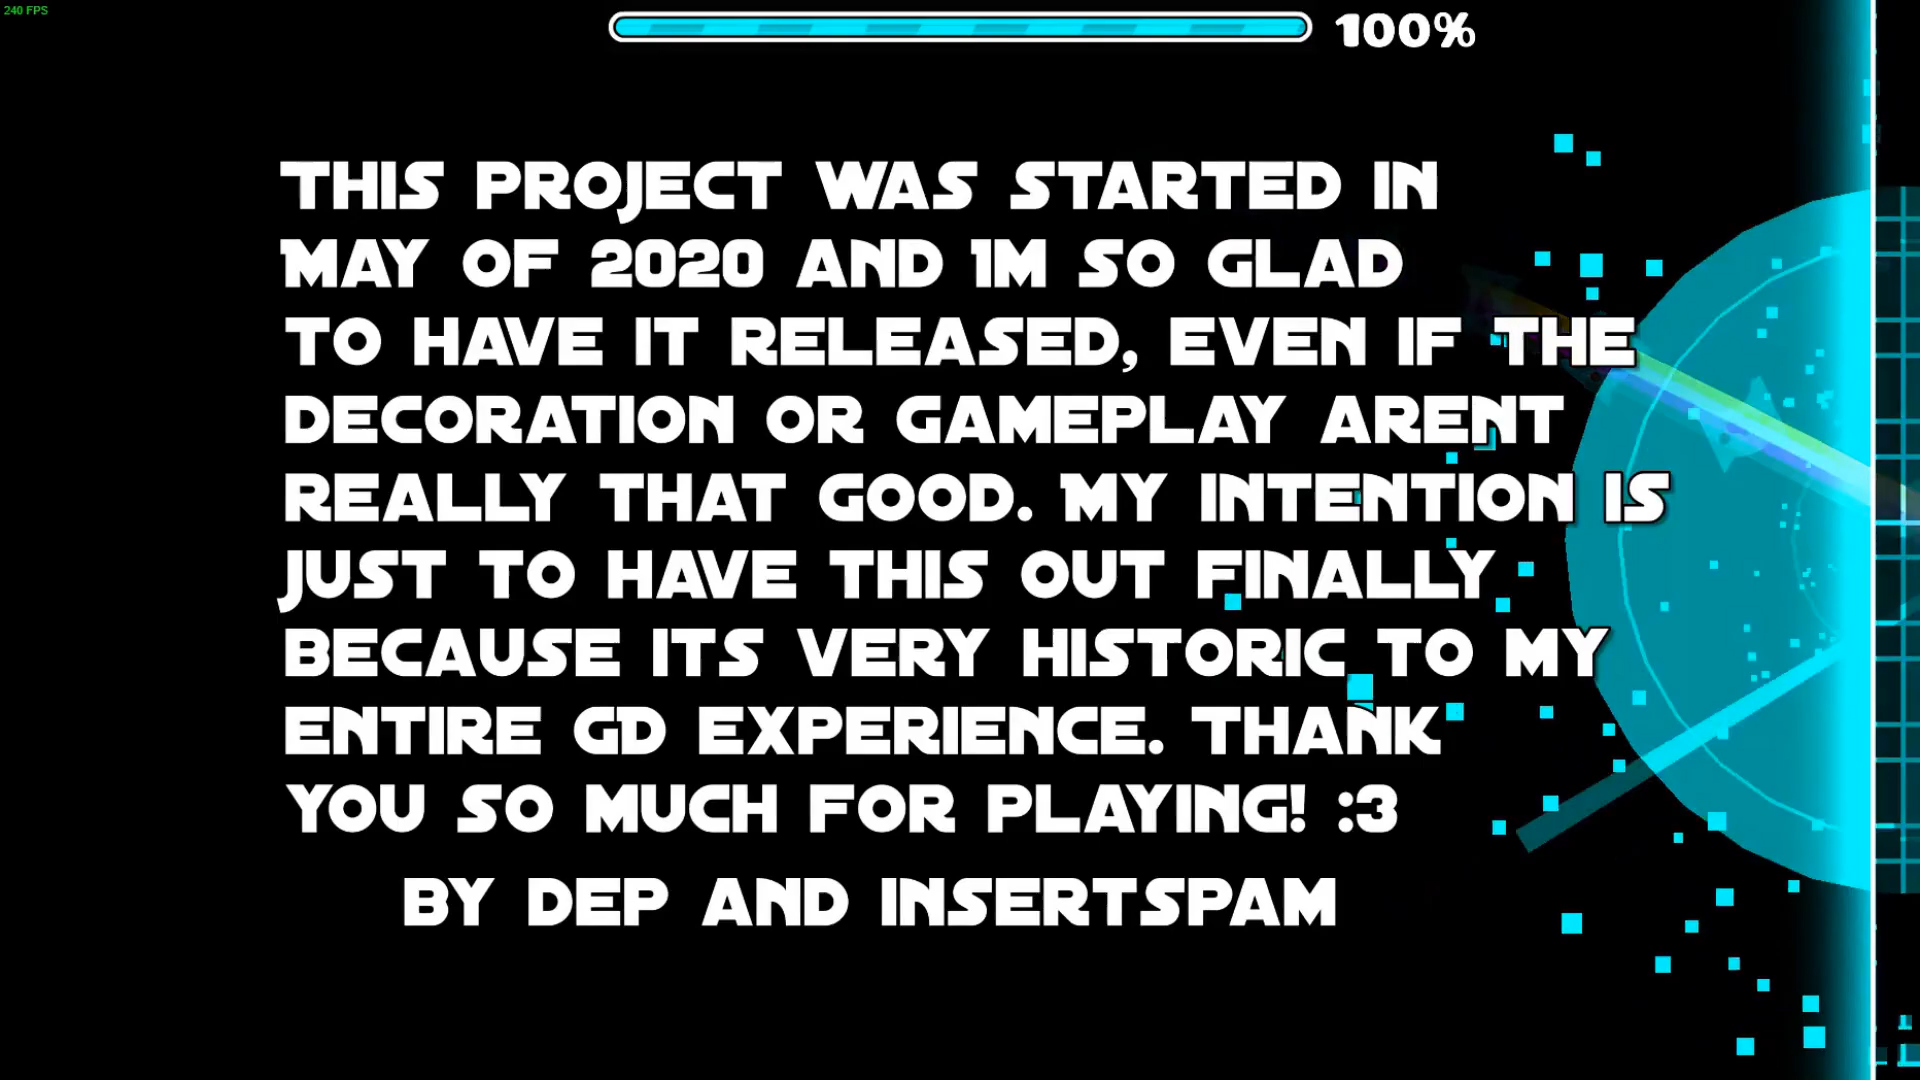 240 FPS
100%
THIS PROJECT WAS STARTED IN
MAY OF 2020 AND IM SO GLAD
TO HAVE IT RELEASED, EVEN IF THE
DECORATION OR GAMEPLAY ARENT
REALLY THAT GOOD. MY INTENTION IS
JUST TO HAVE THIS OUT FINALLY
BECAUSE ITS VERY HISTORIC TO MY
ENTIRE GD EXPERIENCE. THANK
YOU SO MUCH FOR PLAYING! :3
BY DEP AND INSERTSPAM